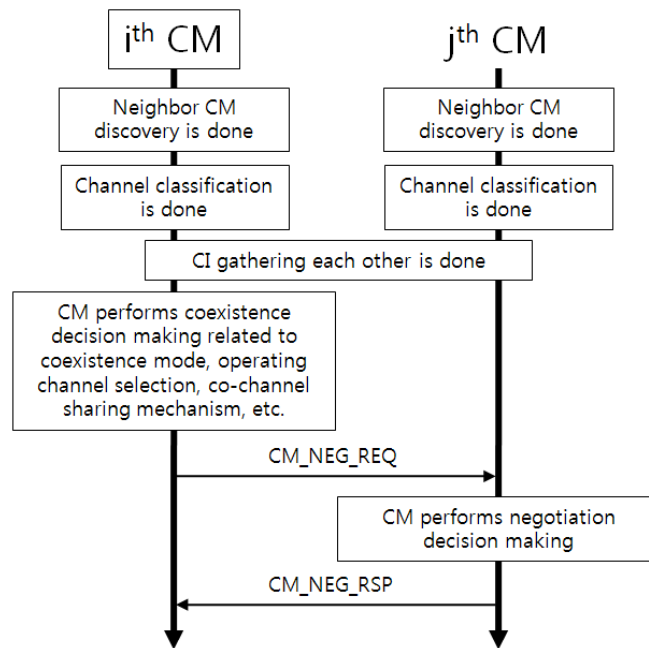 i^th CM
j^th CM
Neighbor CM
discovery is done
Neighbor CM
discovery is done
Channel classification
is done
Channel classification
is done
CI gathering each other is done
CM performs coexistence
decision making related to
coexistence mode, operating
channel selection, co-channel
sharing mechanism, etc.
CM_NEG_REQ
CM performs negotiation
decision making
CM_NEG_RSP